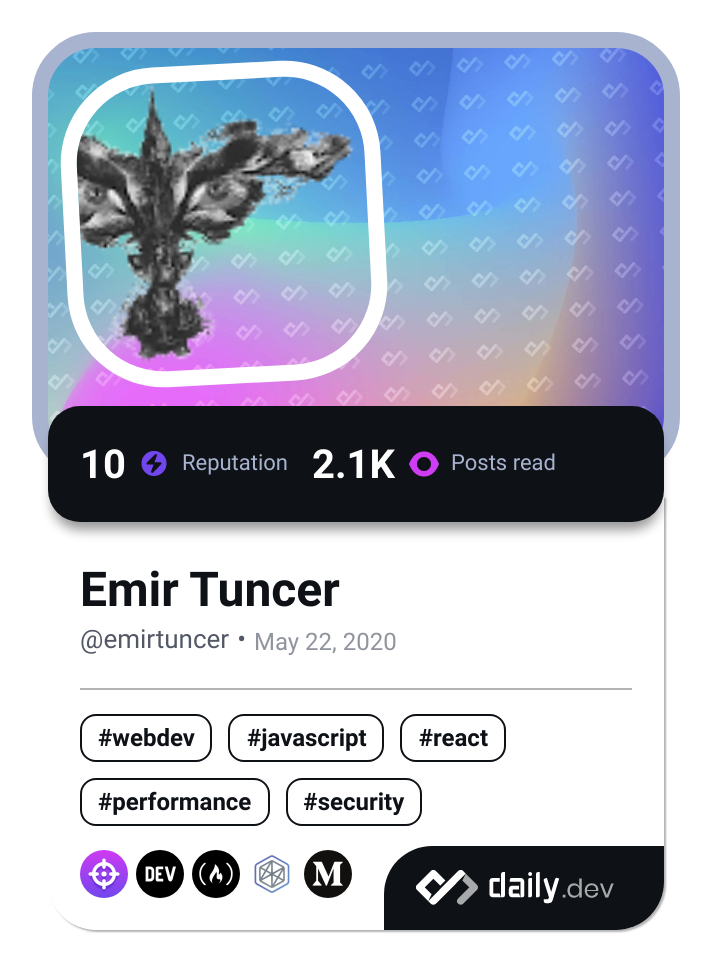 10 Reputation 2.1K Posts read
Emir Tuncer
@emirtuncer • May 22, 2020
#webdev #javascript #react
#performance #security
DEV M daily.dev